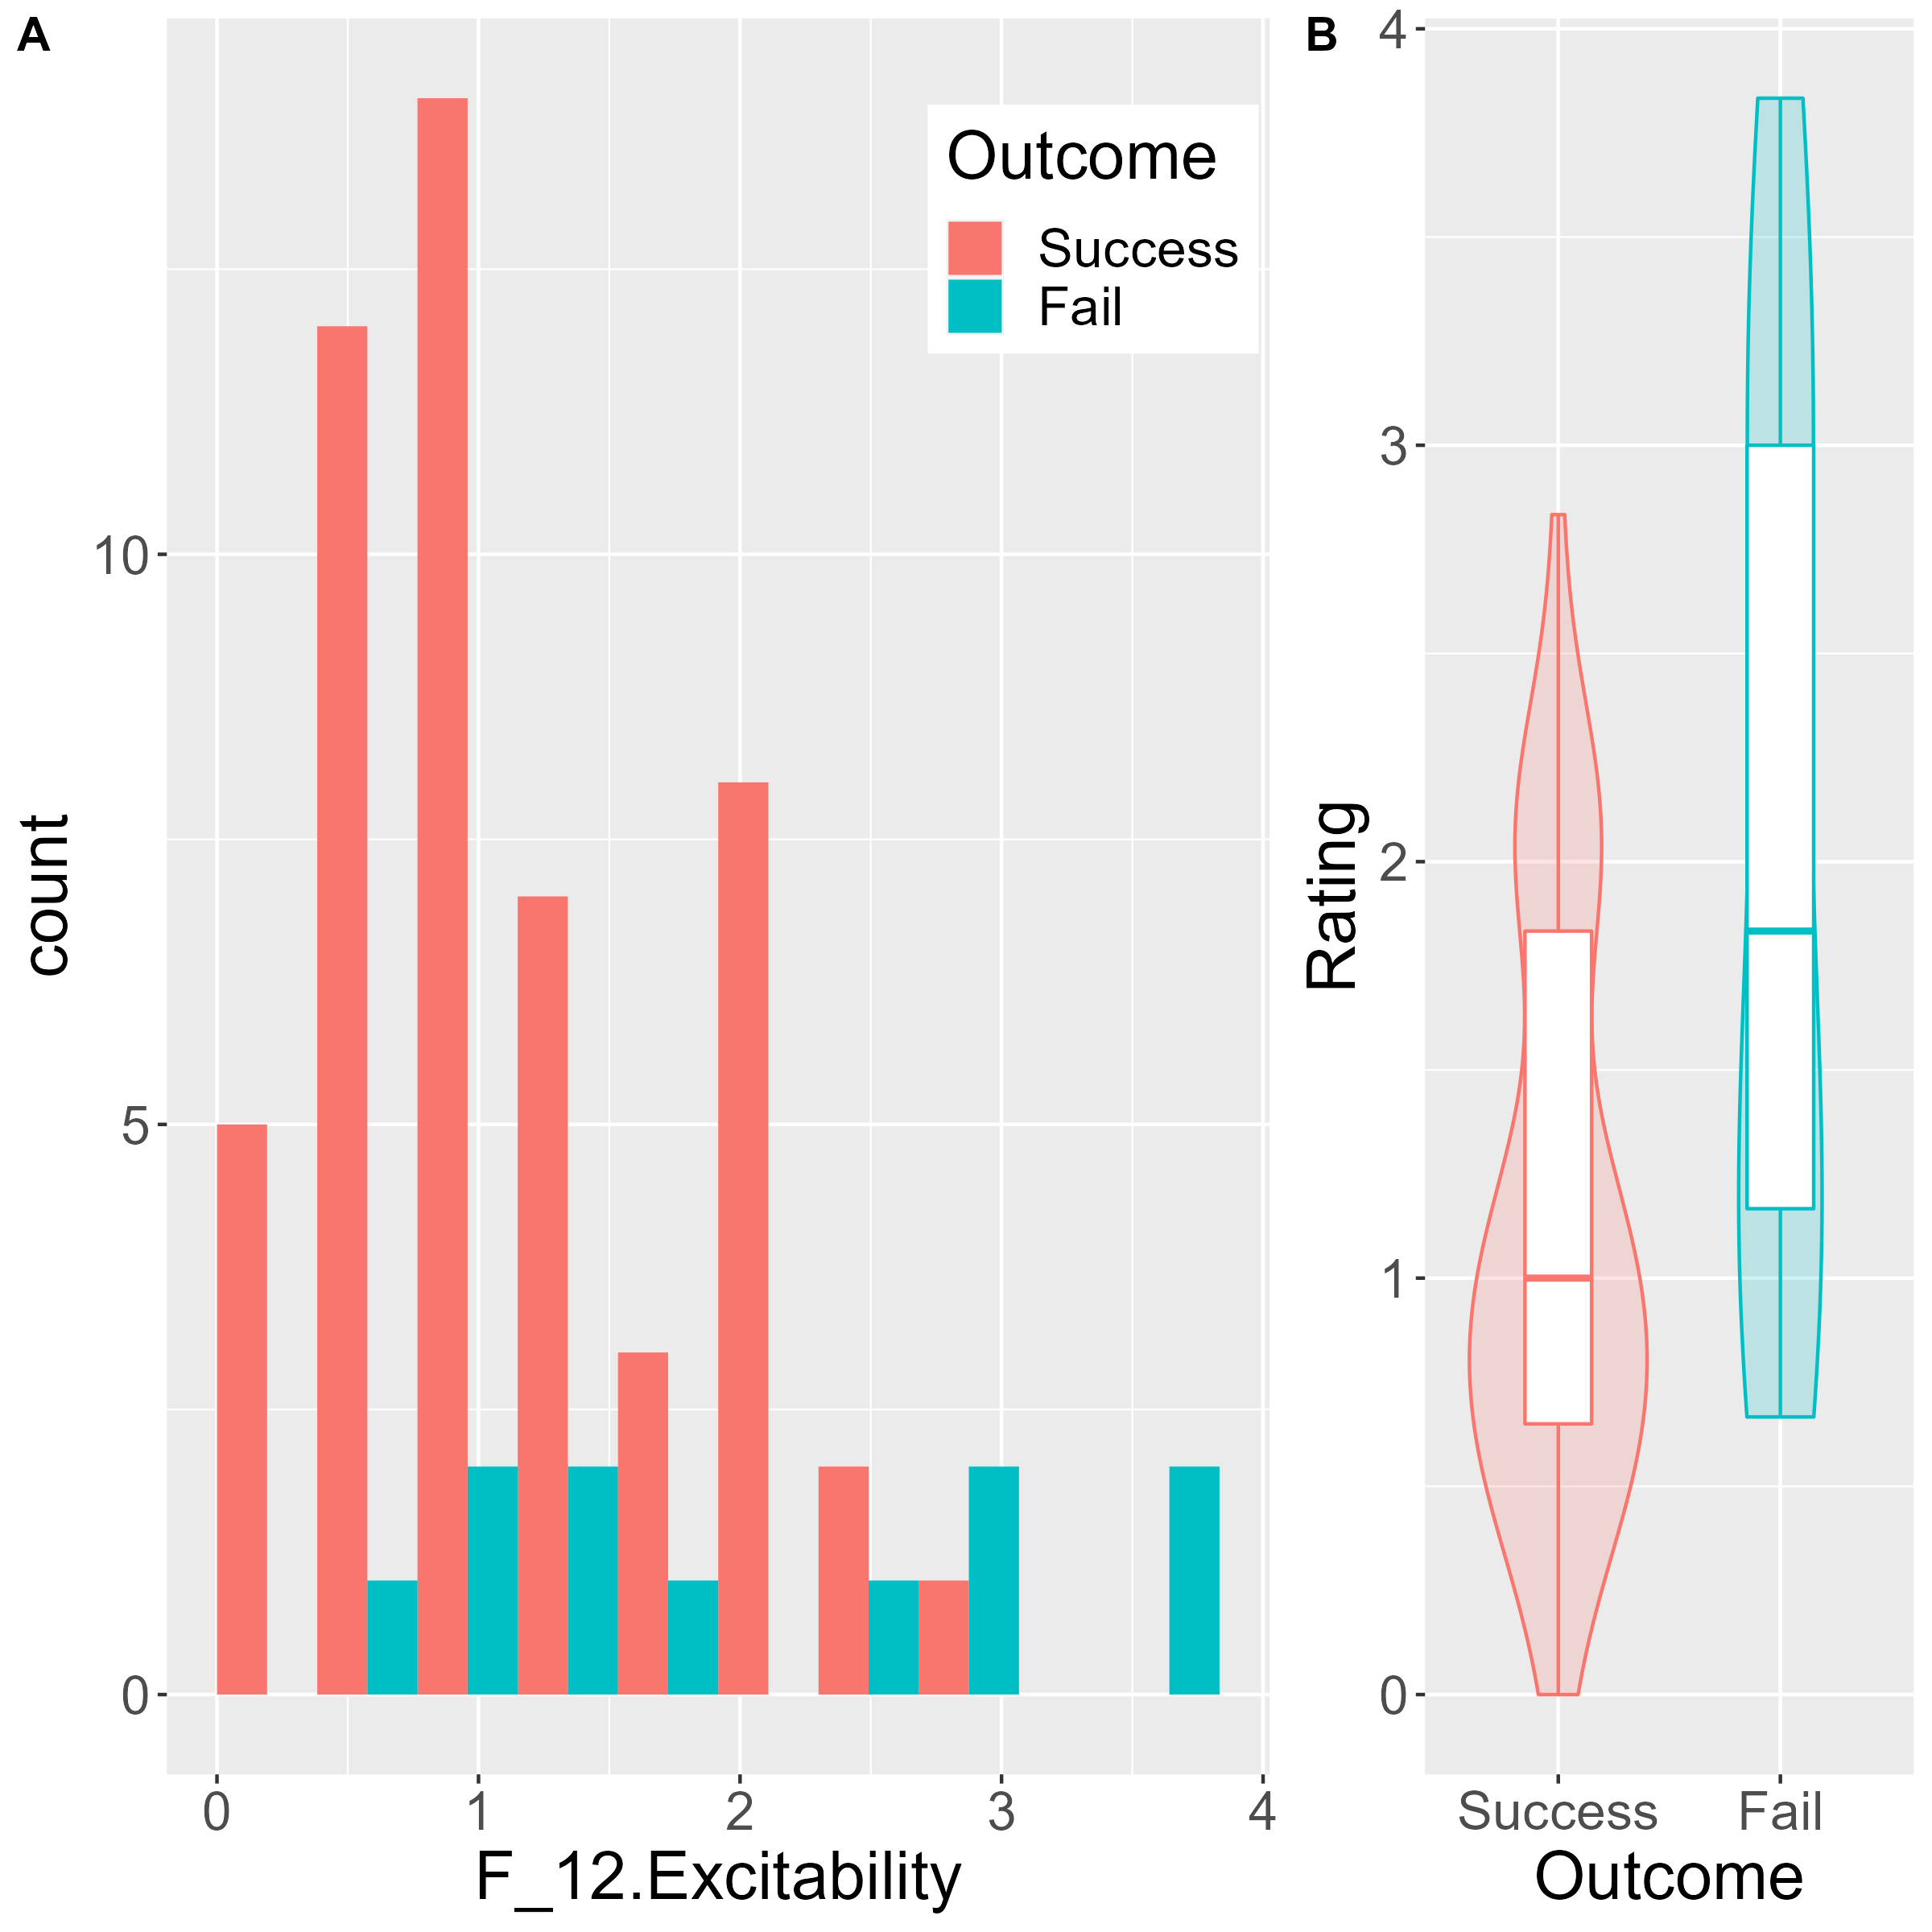 A
Outcome
Success
Fail
count
10
5
0
0 1 2 3 4
F_12.Excitability
B
Rating
4
3
2
1
0
Success Fail
Outcome